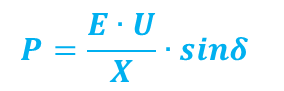 P = E · U / X · sinδ